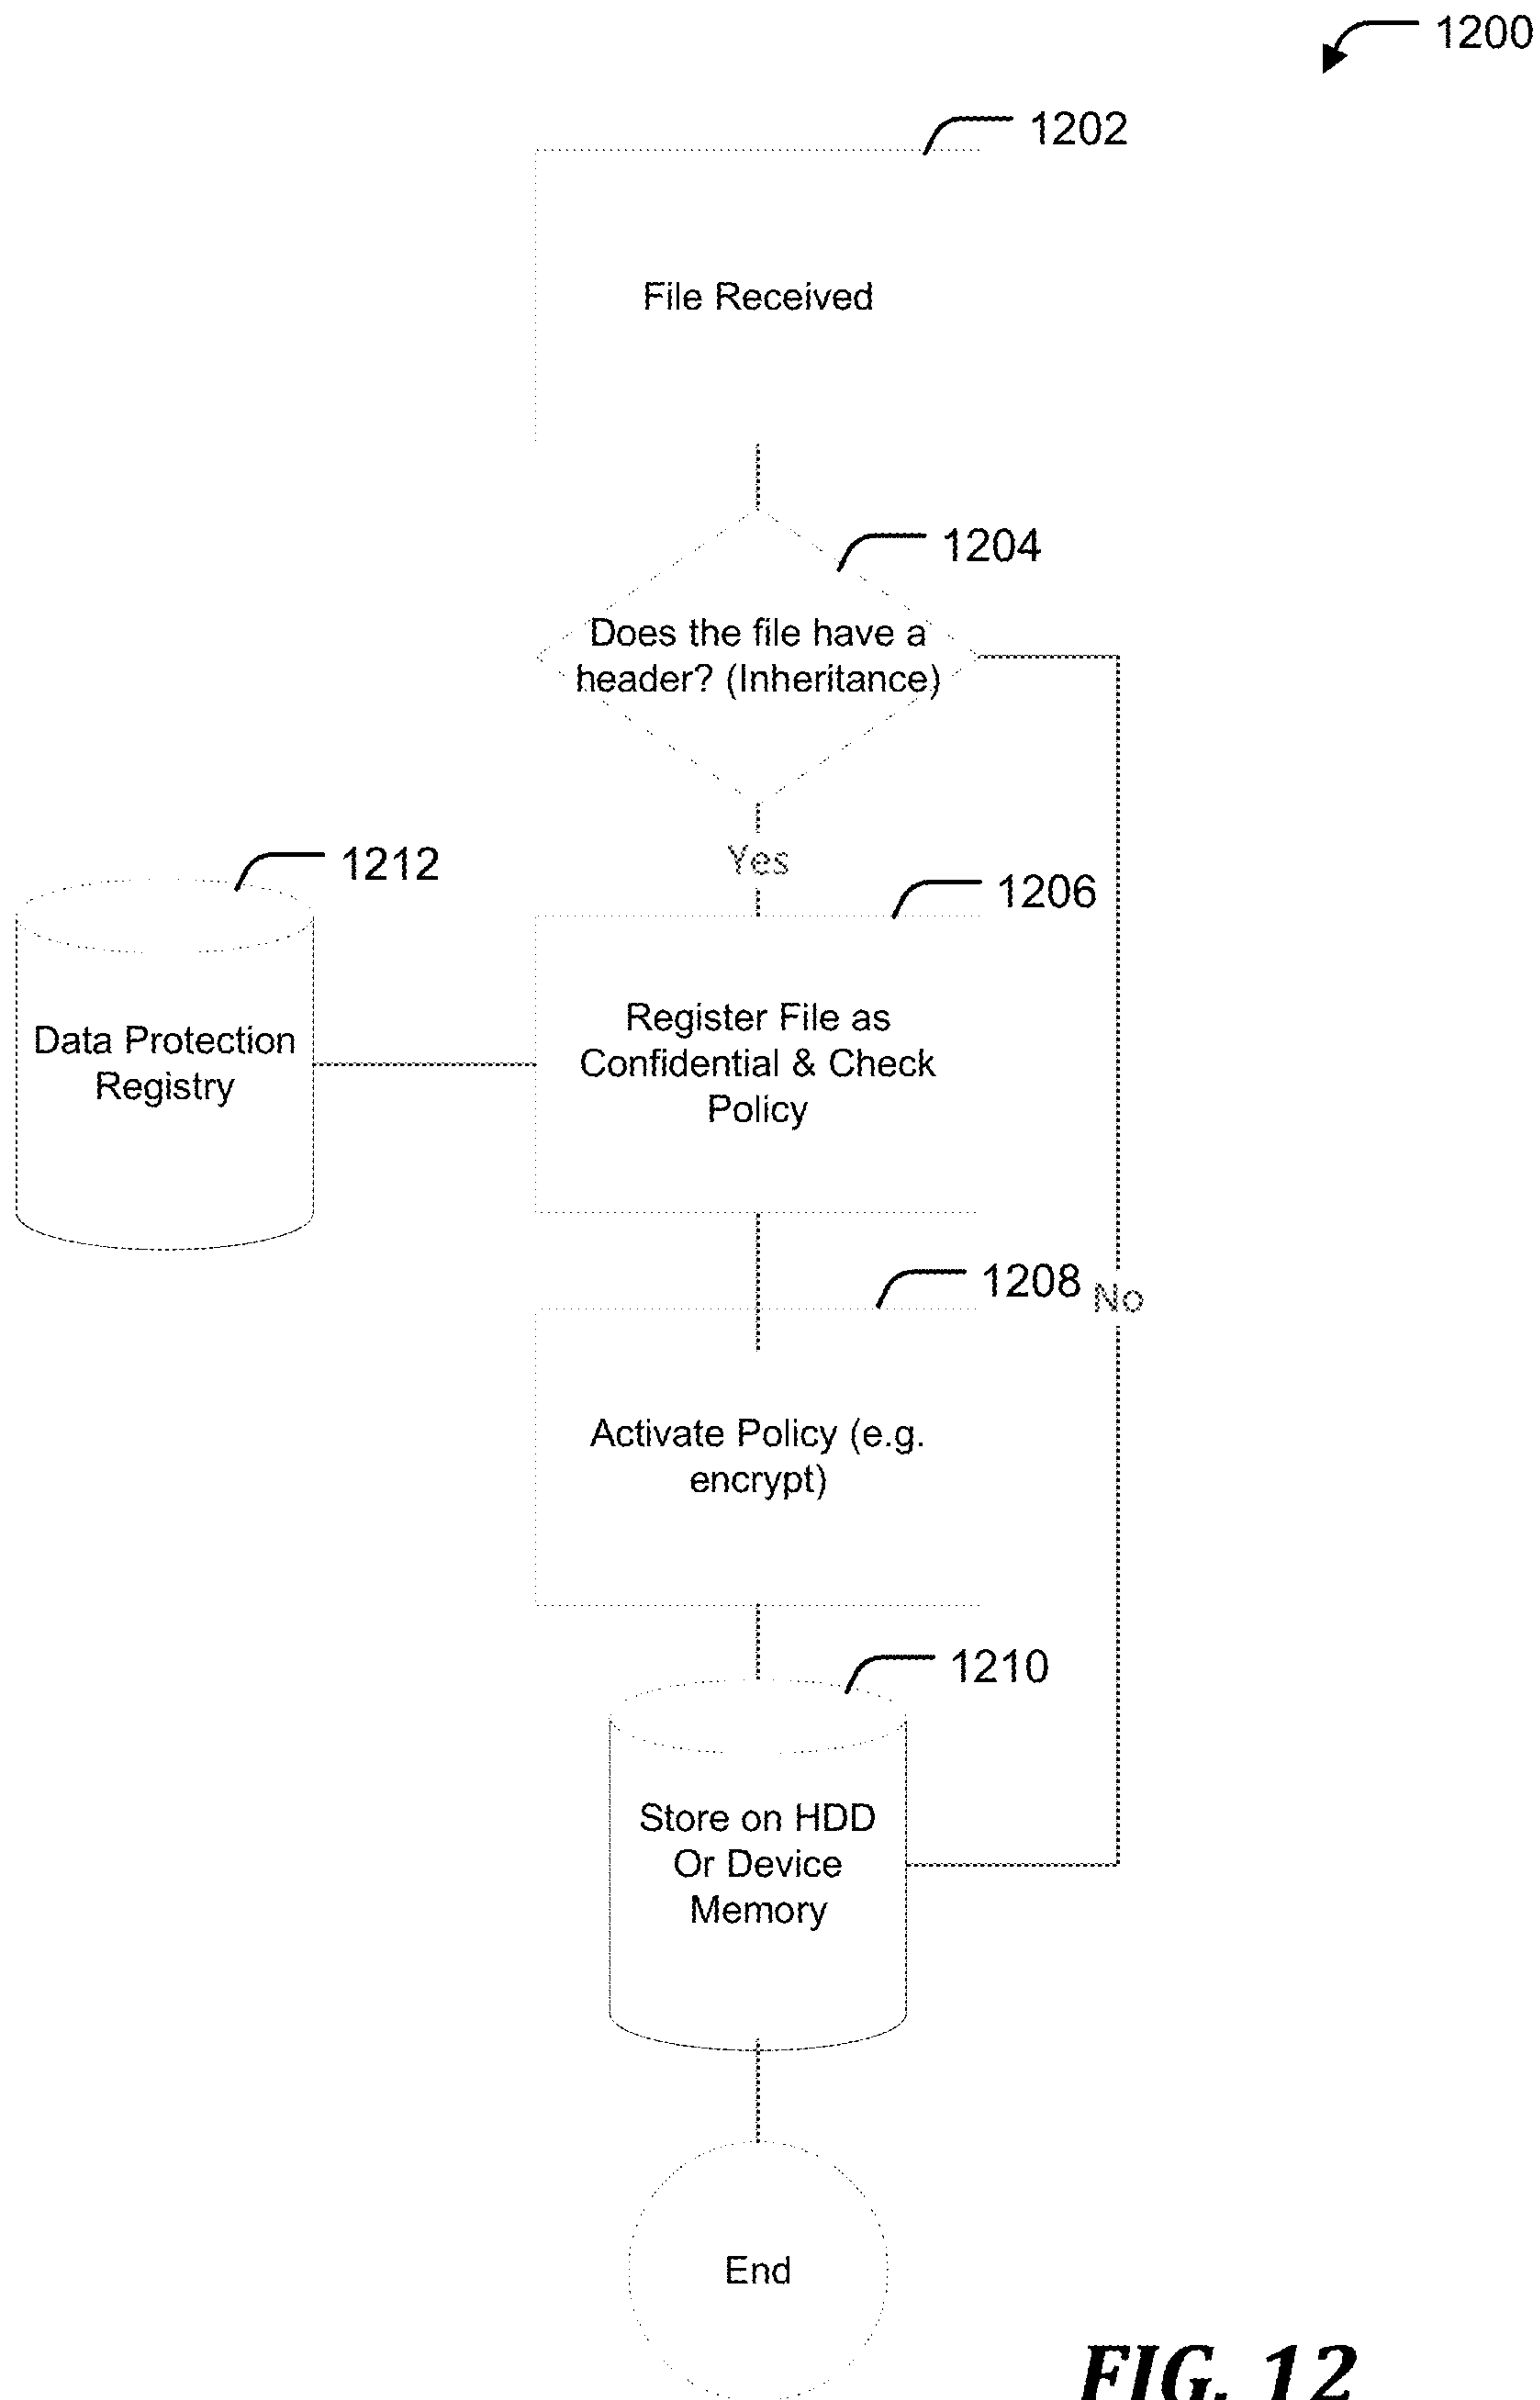 1200
1202
File Received
1204
Does the file have a
header? (Inheritance)
Yes
1212
1206
Data Protection
Registry
Register File as
Confidential & Check
Policy
1208
No
Activate Policy (e.g.
encrypt)
1210
Store on HDD
Or Device
Memory
End
FIG. 12